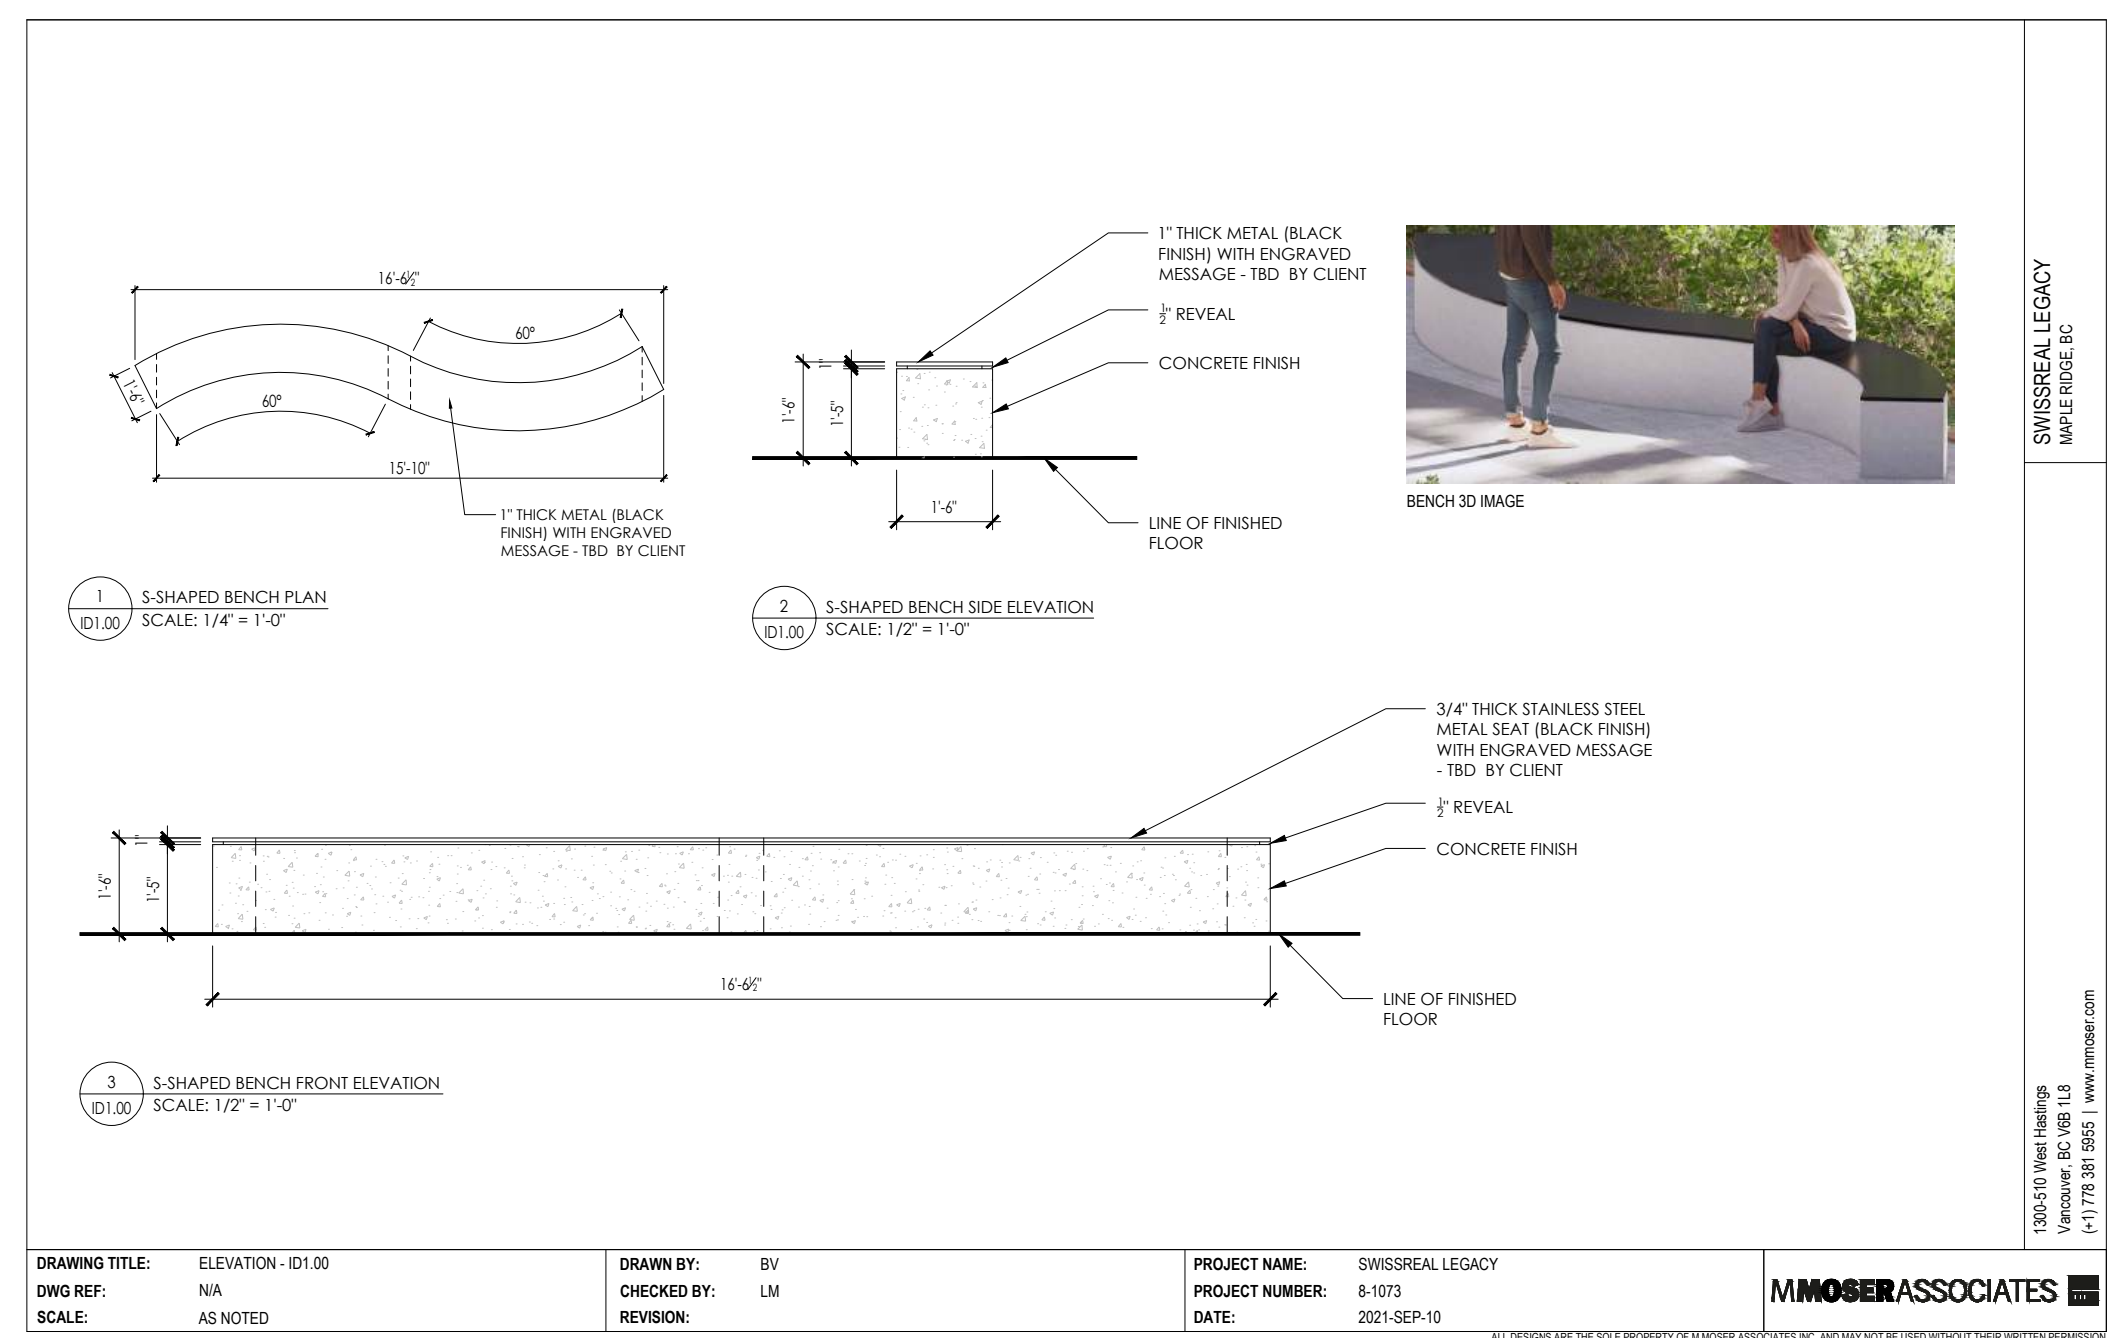 16'-6½"
60°
1'-6"
60°
15'-10"
1" THICK METAL (BLACK
FINISH) WITH ENGRAVED
MESSAGE - TBD BY CLIENT
1
ID1.00
S-SHAPED BENCH PLAN
SCALE: 1/4" = 1'-0"
1" THICK METAL (BLACK
FINISH) WITH ENGRAVED
MESSAGE - TBD BY CLIENT
½" REVEAL
CONCRETE FINISH
1"
1'-6"
1'-5"
1'-6"
LINE OF FINISHED
FLOOR
2
ID1.00
S-SHAPED BENCH SIDE ELEVATION
SCALE: 1/2" = 1'-0"
BENCH 3D IMAGE
3/4" THICK STAINLESS STEEL
METAL SEAT (BLACK FINISH)
WITH ENGRAVED MESSAGE
- TBD BY CLIENT
½" REVEAL
CONCRETE FINISH
1"
1'-6"
1'-5"
16'-6½"
LINE OF FINISHED
FLOOR
3
ID1.00
S-SHAPED BENCH FRONT ELEVATION
SCALE: 1/2" = 1'-0"
SWISSREAL LEGACY
MAPLE RIDGE, BC
1300-510 West Hastings
Vancouver, BC V6B 1L8
(+1) 778 381 5955 | www.mmoser.com
DRAWING TITLE: ELEVATION - ID1.00
DWG REF: N/A
SCALE: AS NOTED
DRAWN BY: BV
CHECKED BY: LM
REVISION:
PROJECT NAME: SWISSREAL LEGACY
PROJECT NUMBER: 8-1073
DATE: 2021-SEP-10
MMOSERASSOCIATES
ALL DESIGNS ARE THE SOLE PROPERTY OF M MOSER ASSOCIATES INC. AND MAY NOT BE USED WITHOUT THEIR WRITTEN PERMISSION